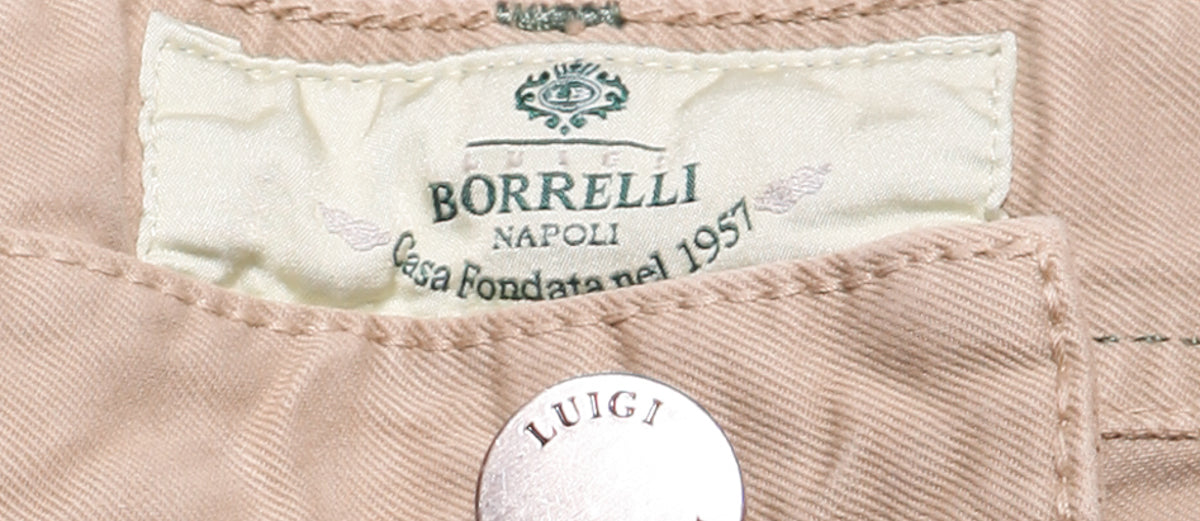 LUIGI
BORRELLI
NAPOLI
Casa Fondata nel 1957
LUIGI